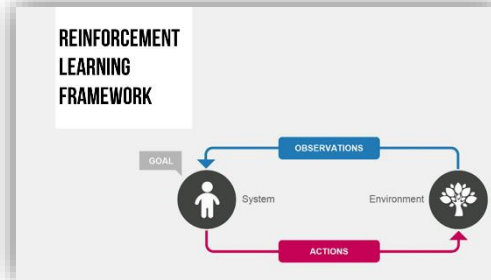 REINFORCEMENT
LEARNING
FRAMEWORK
OBSERVATIONS
GOAL
System
Environment
ACTIONS